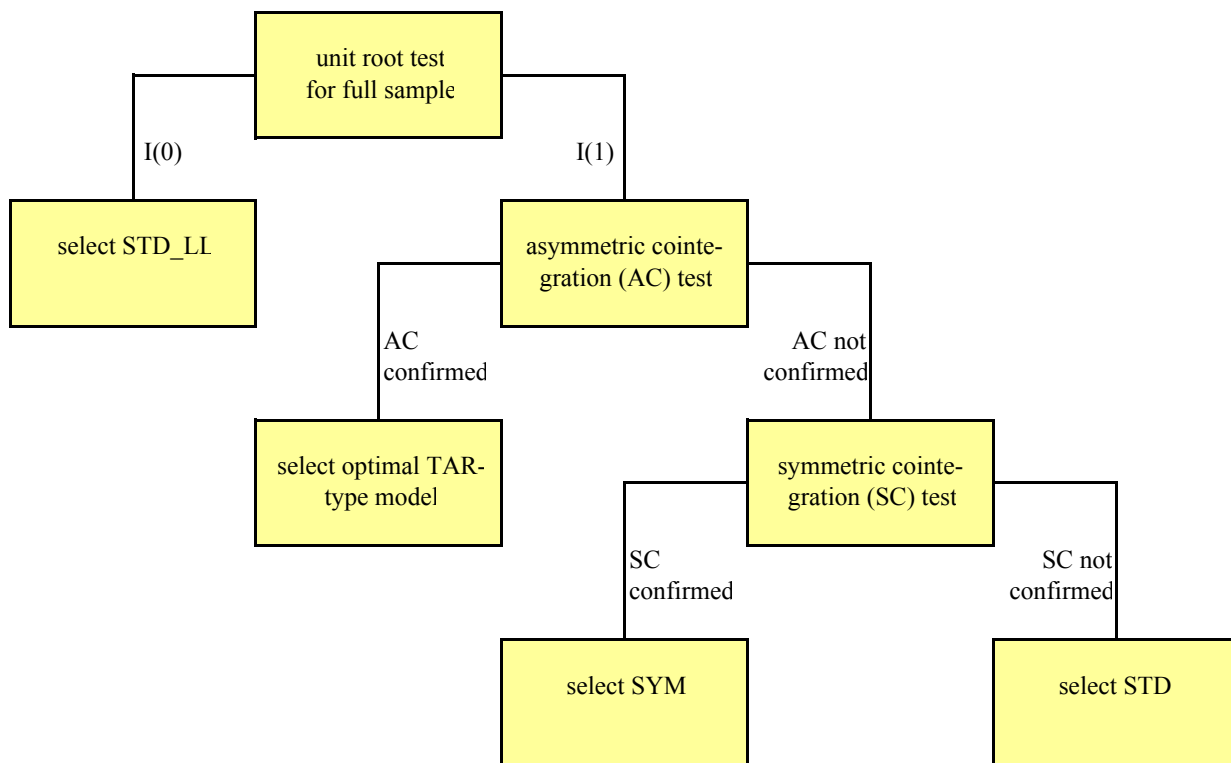 unit root test
for full sample
I(0)
I(1)
select STD_LL
asymmetric cointe-
gration (AC) test
AC
confirmed
AC not
confirmed
select optimal TAR-
type model
symmetric cointe-
gration (SC) test
SC
confirmed
SC not
confirmed
select SYM
select STD